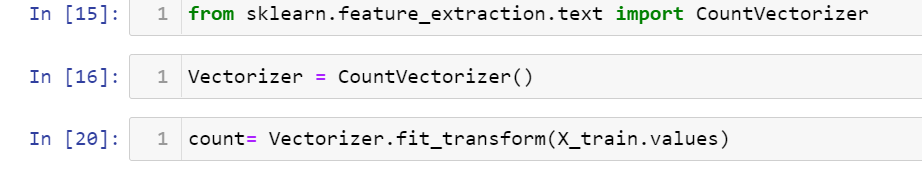 In [15]: 1 from sklearn.feature_extraction.text import CountVectorizer
In [16]: 1 Vectorizer = CountVectorizer()
In [20]: 1 count= Vectorizer.fit_transform(X_train.values)